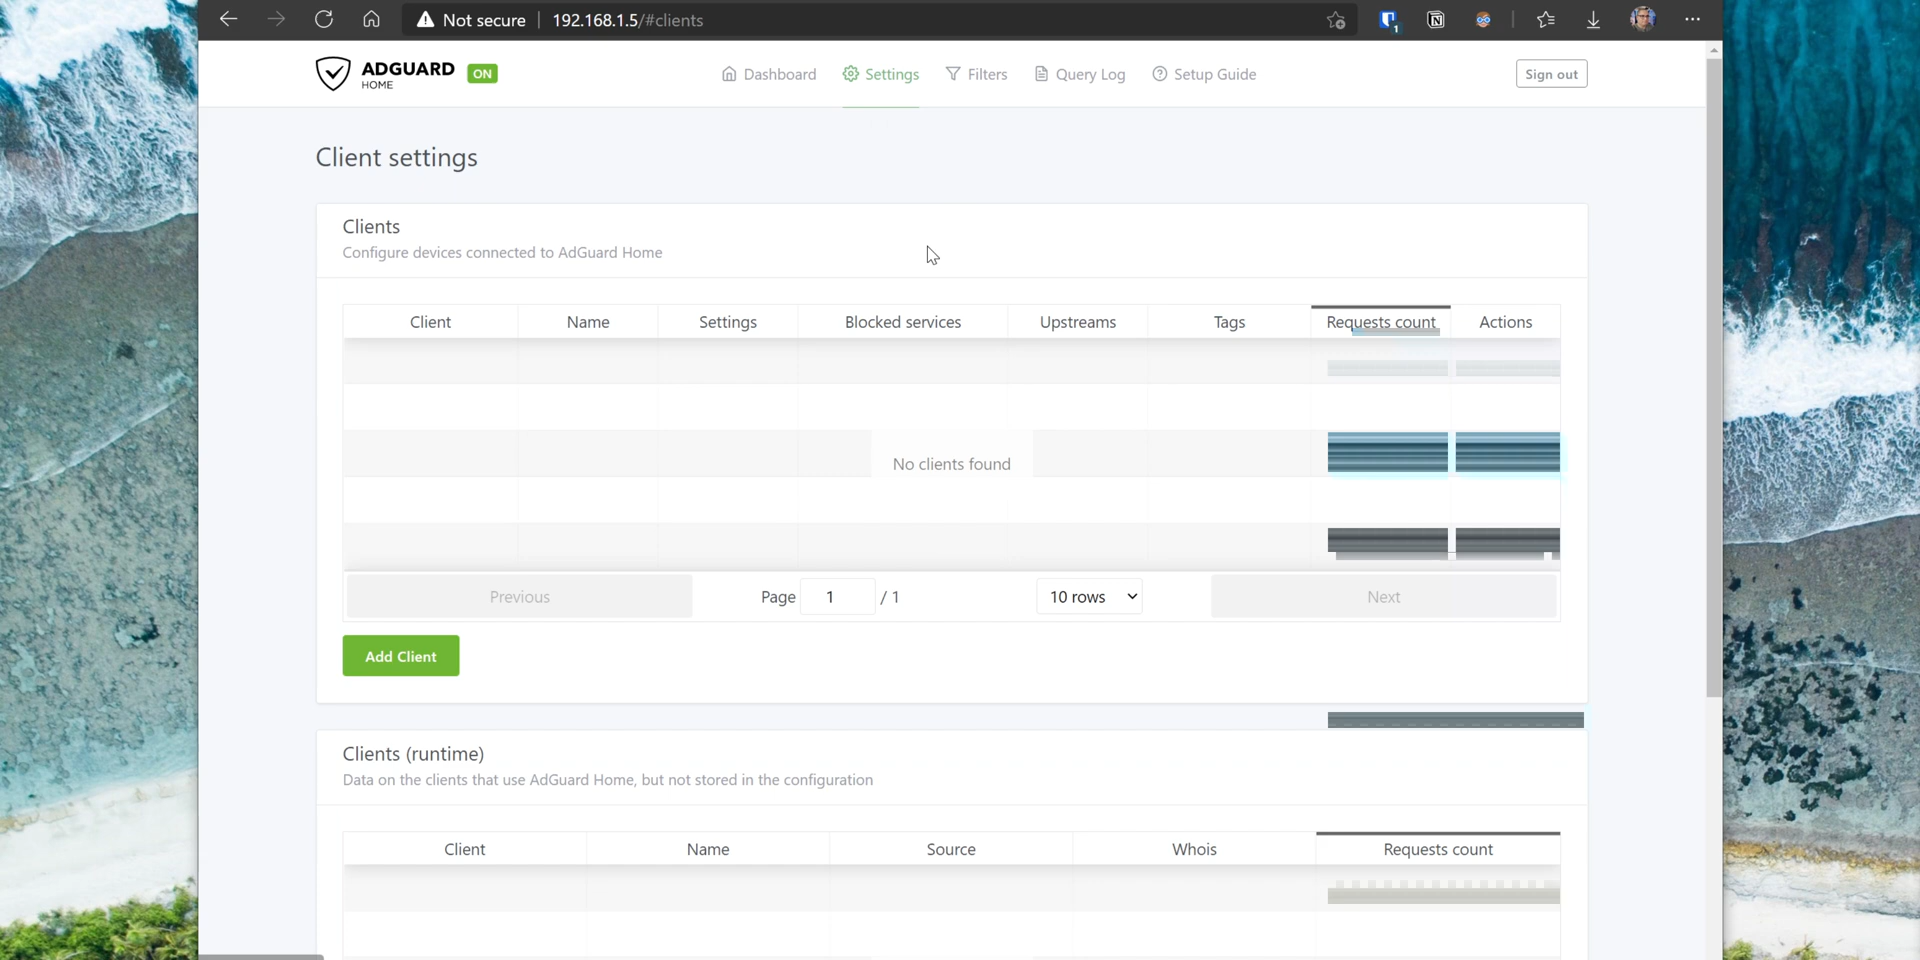 Not secure | 192.168.1.5/#clients
1
ADGUARD
HOME
ON
Dashboard
Settings
Filters
Query Log
Setup Guide
Sign out
Client settings
Clients
Configure devices connected to AdGuard Home
Client Name Settings Blocked services Upstreams Tags Requests count Actions
No clients found
Previous Page 1 / 1 10 rows Next
Add Client
Clients (runtime)
Data on the clients that use AdGuard Home, but not stored in the configuration
Client Name Source Whois Requests count